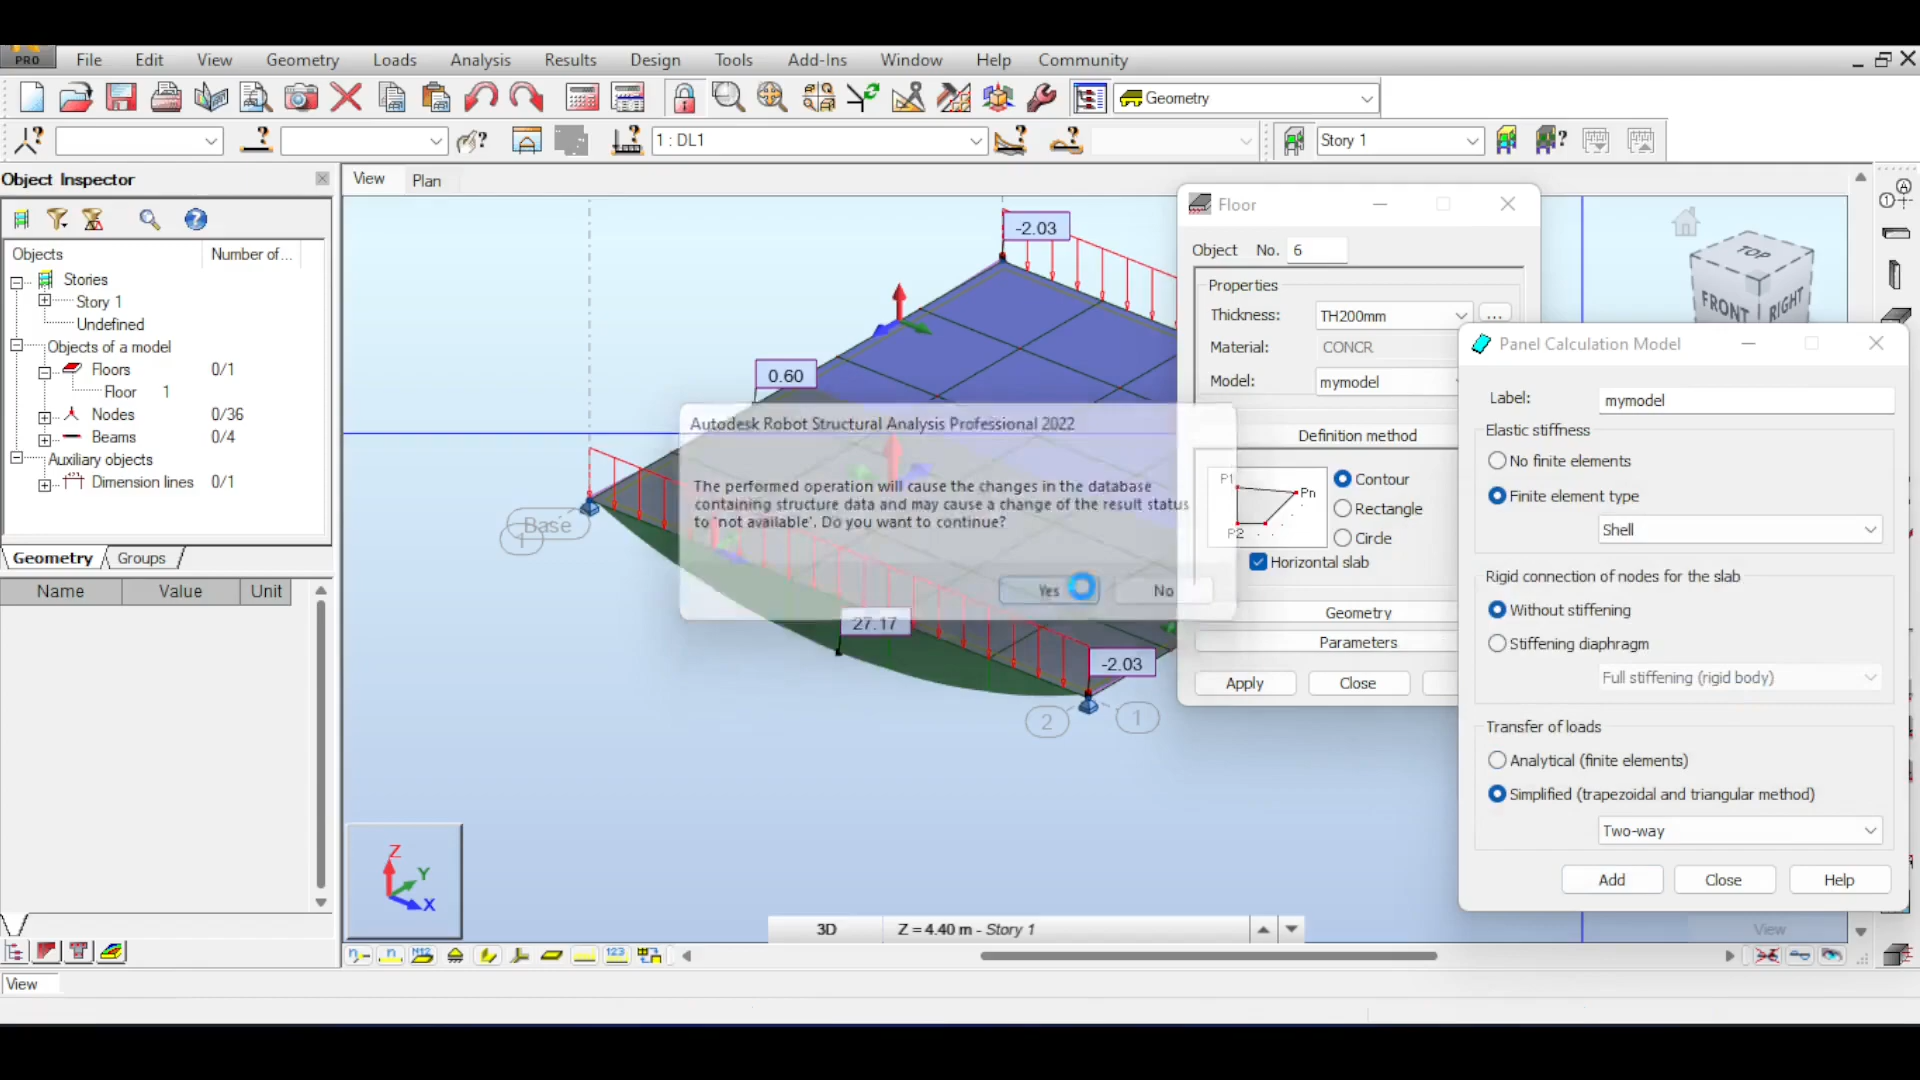 PRO
File Edit View Geometry Loads Analysis Results Design Tools Add-Ins Window Help Community
Geometry
1 : DL1
Story 1
Object Inspector
Objects Number of...
Stories
Story 1
Undefined
Objects of a model
Floors 0/1
Floor 1
Nodes 0/36
Beams 0/4
Auxiliary objects
Dimension lines 0/1
Geometry Groups
Name Value Unit
View
View Plan
-2.03
0.60
27.17
-2.03
Base
1
2 1
TOP
FRONT RIGHT
Z
Y
X
3D Z = 4.40 m - Story 1
View
Autodesk Robot Structural Analysis Professional 2022
The performed operation will cause the changes in the database
containing structure data and may cause a change of the result status
to 'not available'. Do you want to continue?
Yes No
Floor
Object No. 6
Properties
Thickness: TH200mm ...
Material: CONCR
Model: mymodel
Definition method
P1
Pn
P2
Contour
Rectangle
Circle
Horizontal slab
Geometry
Parameters
Apply Close
Panel Calculation Model
Label: mymodel
Elastic stiffness
No finite elements
Finite element type
Shell
Rigid connection of nodes for the slab
Without stiffening
Stiffening diaphragm
Full stiffening (rigid body)
Transfer of loads
Analytical (finite elements)
Simplified (trapezoidal and triangular method)
Two-way
Add Close Help